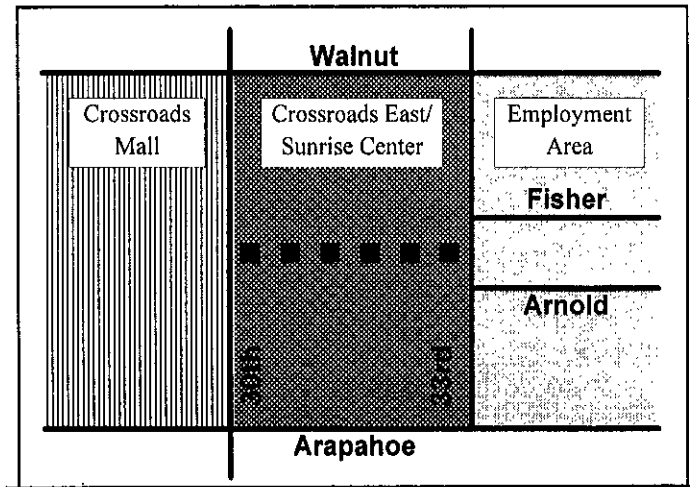 Walnut
Crossroads
Mall
Crossroads East/
Sunrise Center
Employment
Area
Fisher
Arnold
30th
33rd
Arapahoe